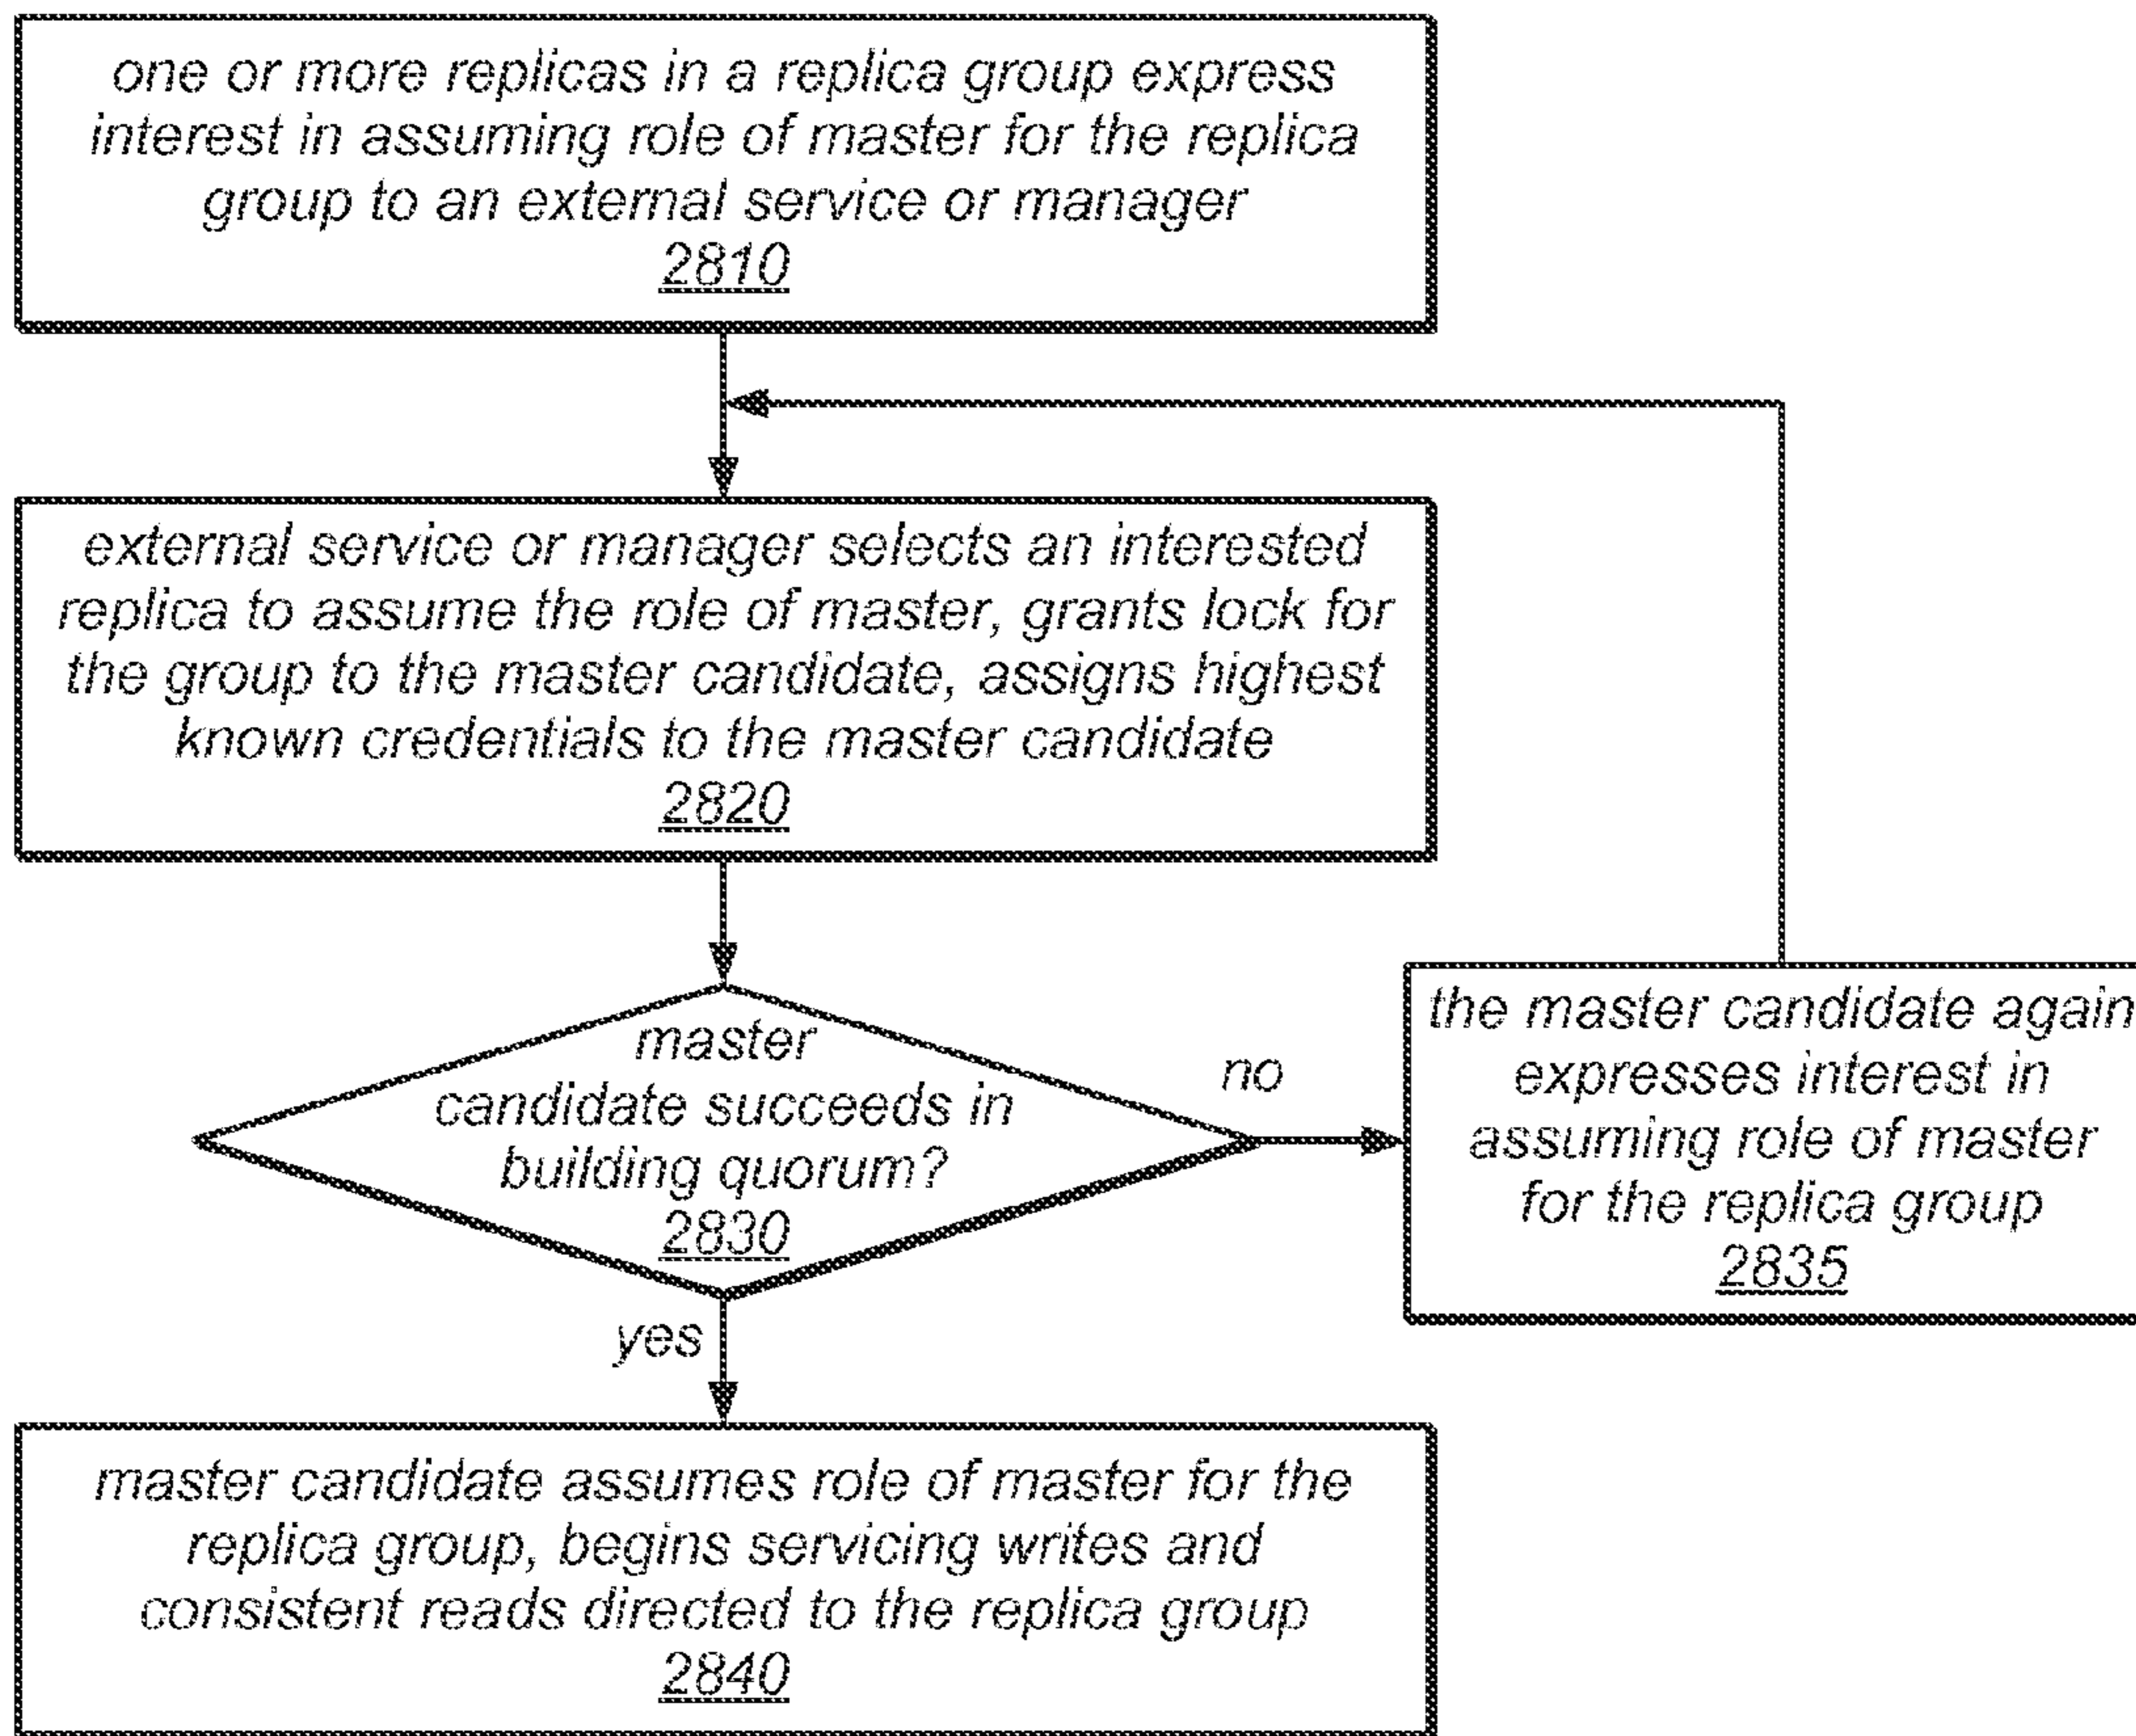 one or more replicas in a replica group express
interest in assuming role of master for the replica
group to an external service or manager
2810
external service or manager selects an interested
replica to assume the role of master, grants lock for
the group to the master candidate, assigns highest
known credentials to the master candidate
2820
master
candidate succeeds in
building quorum?
2830
no
the master candidate again
expresses interest in
assuming role of master
for the replica group
2835
yes
master candidate assumes role of master for the
replica group, begins servicing writes and
consistent reads directed to the replica group
2840